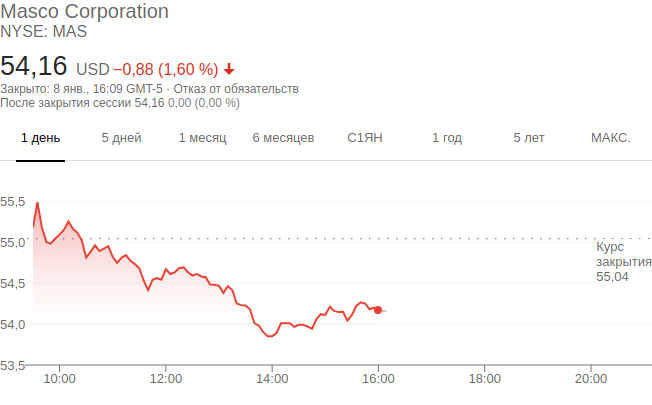 Masco Corporation
NYSE: MAS
54,16 USD −0,88 (1,60 %)
Закрыто: 8 янв., 16:09 GMT-5 · Отказ от обязательств
После закрытия сессии 54,16 0,00 (0,00 %)
1 день 5 дней 1 месяц 6 месяцев С1ЯН 1 год 5 лет МАКС.
55,5
55,0
54,5
54,0
53,5
Курс
закрытия
55,04
10:00 12:00 14:00 16:00 18:00 20:00